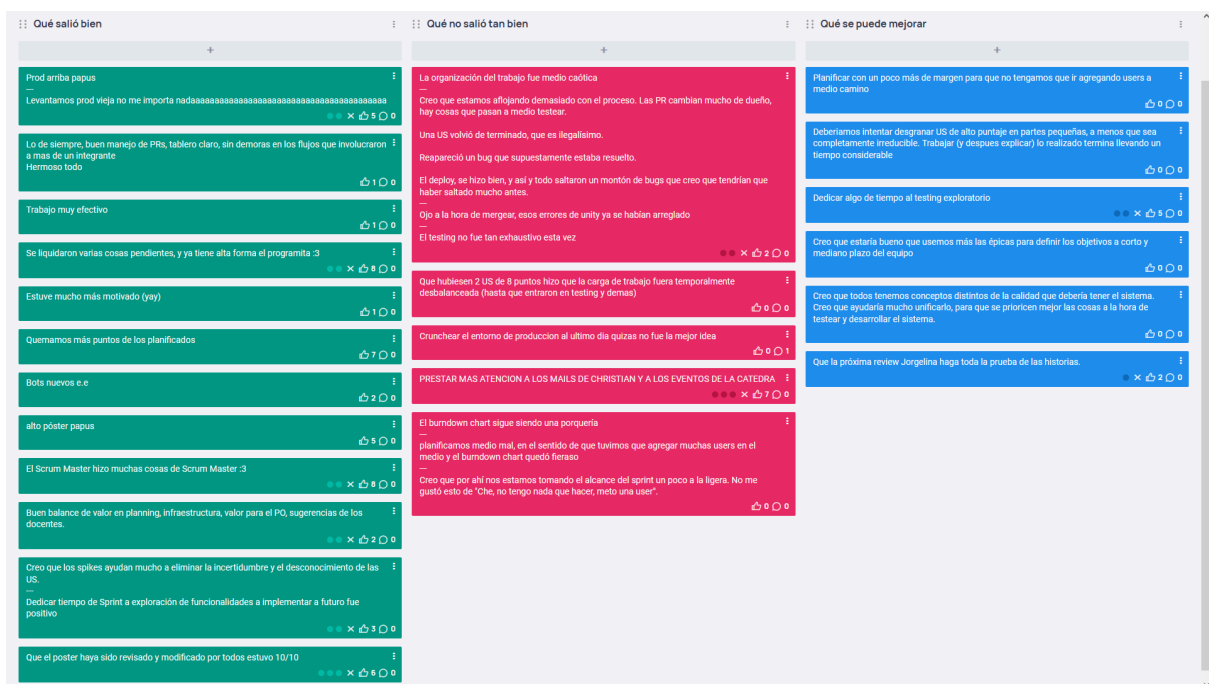 Qué salió bien
+
Prod arriba papus
—
Levantamos prod vieja no me importa nadaaaaaaaaaaaaaaaaaaaaaaaaaaaaaaaaaaaaaaaaaa
5 0
Lo de siempre, buen manejo de PRs, tablero claro, sin demoras en los flujos que involucraron
a mas de un integrante
Hermoso todo
1 0
Trabajo muy efectivo
1 0
Se liquidaron varias cosas pendientes, y ya tiene alta forma el programita :3
8 0
Estuve mucho más motivado (yay)
1 0
Quemamos más puntos de los planificados
7 0
Bots nuevos e.e
2 0
alto póster papus
5 0
El Scrum Master hizo muchas cosas de Scrum Master :3
8 0
Buen balance de valor en planning, infraestructura, valor para el PO, sugerencias de los
docentes.
2 0
Creo que los spikes ayudan mucho a eliminar la incertidumbre y el desconocimiento de las
US.
—
Dedicar tiempo de Sprint a exploración de funcionalidades a implementar a futuro fue
positivo
3 0
Que el poster haya sido revisado y modificado por todos estuvo 10/10
6 0
Qué no salió tan bien
+
La organización del trabajo fue medio caótica
—
Creo que estamos aflojando demasiado con el proceso. Las PR cambian mucho de dueño,
hay cosas que pasan a medio testear.
Una US volvió de terminado, que es ilegalísimo.
Reapareció un bug que supuestamente estaba resuelto.
El deploy, se hizo bien, y así y todo saltaron un montón de bugs que creo que tendrían que
haber saltado mucho antes.
—
Ojo a la hora de mergear, esos errores de unity ya se habían arreglado
—
El testing no fue tan exhaustivo esta vez
2 0
Que hubiesen 2 US de 8 puntos hizo que la carga de trabajo fuera temporalmente
desbalanceada (hasta que entraron en testing y demas)
0 0
Crunchear el entorno de produccion al ultimo dia quizas no fue la mejor idea
0 1
PRESTAR MAS ATENCION A LOS MAILS DE CHRISTIAN Y A LOS EVENTOS DE LA CATEDRA
7 0
El burndown chart sigue siendo una porquería
—
planificamos medio mal, en el sentido de que tuvimos que agregar muchas users en el
medio y el burndown chart quedó fieraso
—
Creo que por ahí nos estamos tomando el alcance del sprint un poco a la ligera. No me
gustó esto de "Che, no tengo nada que hacer, meto una user".
0 0
Qué se puede mejorar
+
Planificar con un poco más de margen para que no tengamos que ir agregando users a
medio camino
0 0
Deberiamos intentar desgranar US de alto puntaje en partes pequeñas, a menos que sea
completamente irreducible. Trabajar (y despues explicar) lo realizado termina llevando un
tiempo considerable
0 0
Dedicar algo de tiempo al testing exploratorio
5 0
Creo que estaría bueno que usemos más las épicas para definir los objetivos a corto y
mediano plazo del equipo
0 0
Creo que todos tenemos conceptos distintos de la calidad que debería tener el sistema.
Creo que ayudaría mucho unificarlo, para que se prioricen mejor las cosas a la hora de
testear y desarrollar el sistema.
0 0
Que la próxima review Jorgelina haga toda la prueba de las historias.
2 0